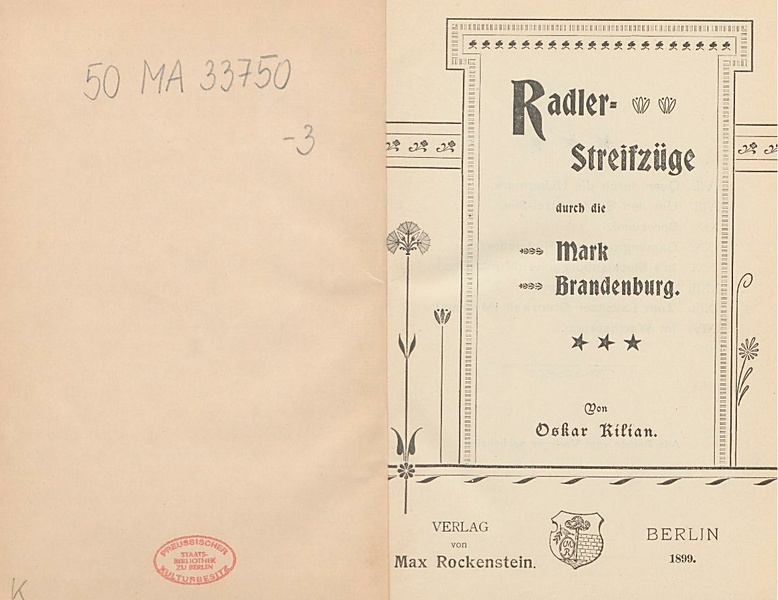 50 MA 33750
-3
PREUSSISCHER
STAATS-
BIBLIOTHEK
ZU BERLIN
KULTURBESITZ
K
Radler-
Streifzüge
durch die
Mark
Brandenburg.
Von
Oskar Kilian.
VERLAG
von
Max Rockenstein.
BERLIN
1899.